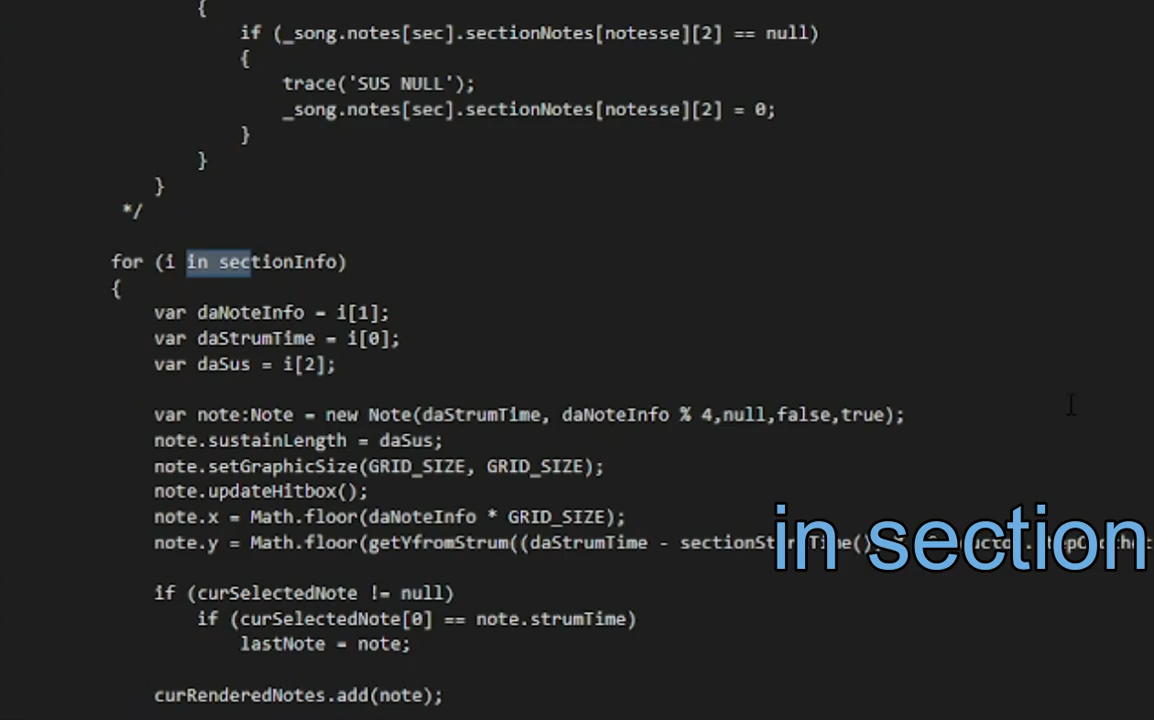 {
if (_song.notes[sec].sectionNotes[notesse][2] == null)
{
trace('SUS NULL');
_song.notes[sec].sectionNotes[notesse][2] = 0;
}
}
}
*/
for (i in sectionInfo)
{
var daNoteInfo = i[1];
var daStrumTime = i[0];
var daSus = i[2];
var note:Note = new Note(daStrumTime, daNoteInfo % 4,null,false,true);
note.sustainLength = daSus;
note.setGraphicSize(GRID_SIZE, GRID_SIZE);
note.updateHitbox();
note.x = Math.floor(daNoteInfo * GRID_SIZE);
note.y = Math.floor(getYfromStrum((daStrumTime -
in section
if (curSelectedNote != null)
if (curSelectedNote[0] == note.strumTime)
lastNote = note;
curRenderedNotes.add(note);